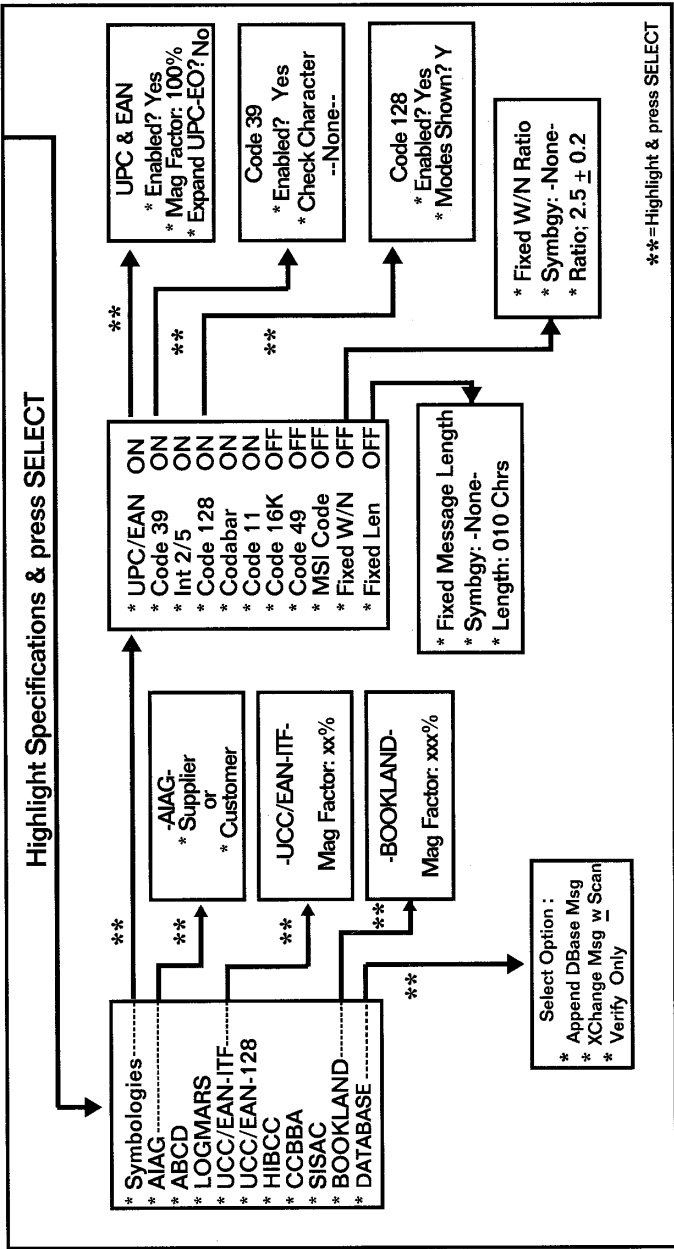 Highlight Specifications & press SELECT
* Symbologies
* AIAG
* ABCD
* LOGMARS
* UCC/EAN-ITF
* UCC/EAN-128
* HIBCC
* CCBBA
* SISAC
* BOOKLAND
* DATABASE
**
**
**
**
**
-AIAG-
* Supplier
or
* Customer
-UCC/EAN-ITF-
Mag Factor: xx%
-BOOKLAND-
Mag Factor: xxx%
Select Option :
* Append DBase Msg
* XChange Msg w Scan
* Verify Only
* UPC/EAN ON
* Code 39 ON
* Int 2/5 ON
* Code 128 ON
* Codabar ON
* Code 11 ON
* Code 16K OFF
* Code 49 OFF
* MSI Code OFF
* Fixed W/N OFF
* Fixed Len OFF
**
**
**
* Fixed Message Length
* Symbgy: -None-
* Length: 010 Chrs
UPC & EAN
* Enabled? Yes
* Mag Factor: 100%
* Expand UPC-EO? No
Code 39
* Enabled? Yes
* Check Character
--None--
Code 128
* Enabled? Yes
* Modes Shown? Y
* Fixed W/N Ratio
* Symbgy: -None-
* Ratio; 2.5 ± 0.2
**=Highlight & press SELECT